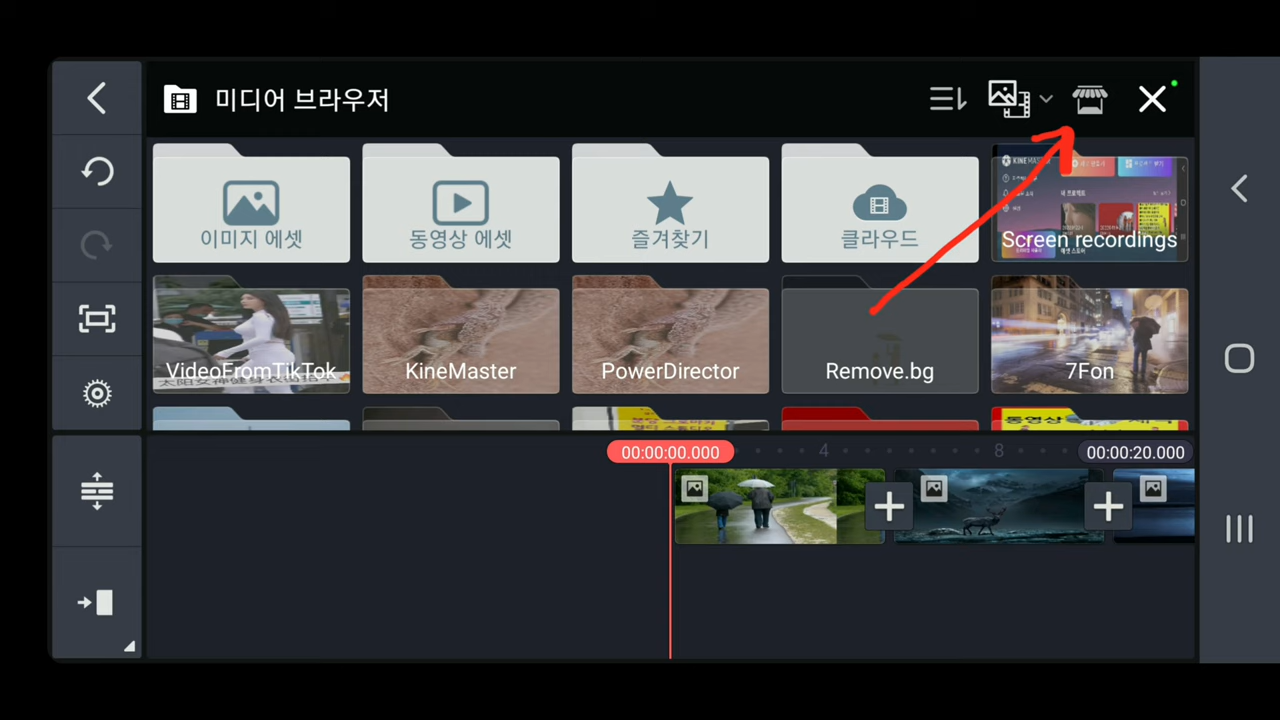 미디어 브라우저
이미지 에셋
동영상 에셋
즐겨찾기
클라우드
KINEMASTER
Screen recordings
VideoFromTikTok
KineMaster
PowerDirector
Remove.bg
7Fon
00:00:00.000
4
8
00:00:20.000